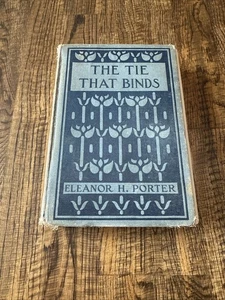 THE TIE
THAT BINDS
ELEANOR H. PORTER